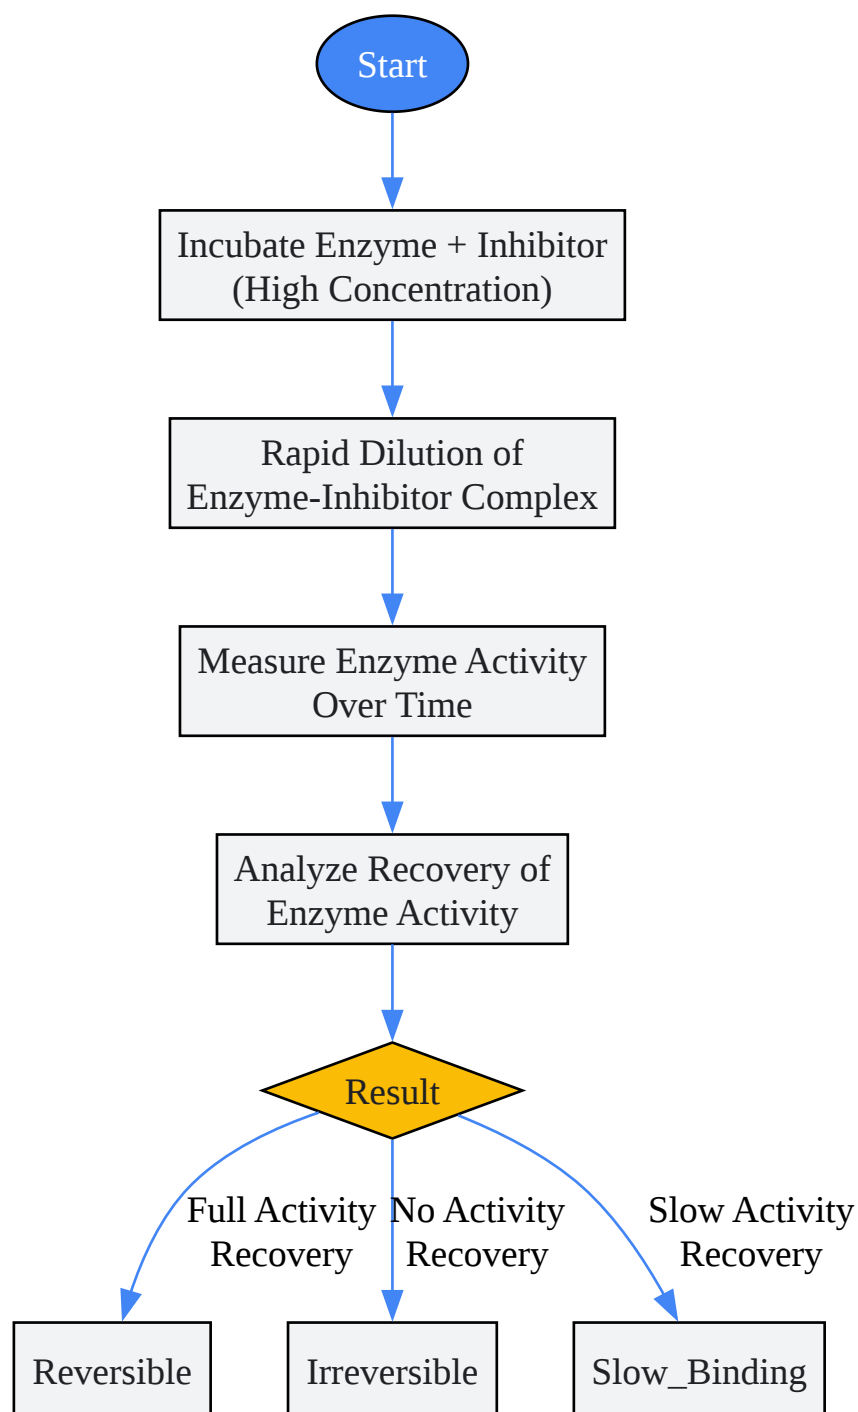 Start
Incubate Enzyme + Inhibitor
(High Concentration)
Rapid Dilution of
Enzyme-Inhibitor Complex
Measure Enzyme Activity
Over Time
Analyze Recovery of
Enzyme Activity
Result
Full Activity
Recovery
No Activity
Recovery
Slow Activity
Recovery
Reversible
Irreversible
Slow_Binding